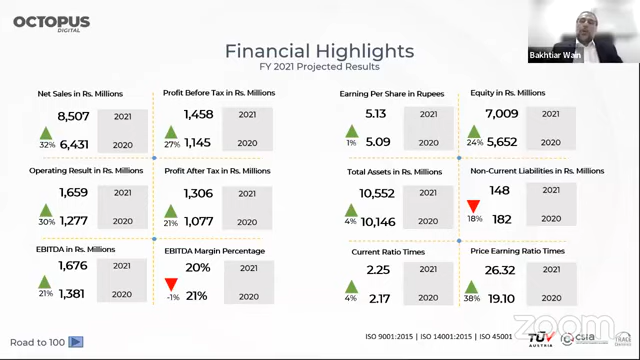 OCTOPUS
DIGITAL
Bakhtiar Wain
Financial Highlights
FY 2021 Projected Results
Net Sales in Rs. Millions
8,507 2021
32% 6,431 2020
Profit Before Tax in Rs. Millions
1,458 2021
27% 1,145 2020
Earning Per Share in Rupees
5.13 2021
1% 5.09 2020
Equity in Rs. Millions
7,009 2021
24% 5,652 2020
Operating Result in Rs. Millions
1,659 2021
30% 1,277 2020
Profit After Tax in Rs. Millions
1,306 2021
21% 1,077 2020
Total Assets in Rs. Millions
10,552 2021
4% 10,146 2020
Non-Current Liabilities in Rs. Millions
148 2021
18% 182 2020
EBITDA in Rs. Millions
1,676 2021
21% 1,381 2020
EBITDA Margin Percentage
20% 2021
-1% 21% 2020
Current Ratio Times
2.25 2021
4% 2.17 2020
Price Earning Ratio Times
26.32 2021
38% 19.10 2020
Road to 100
ISO 9001:2015 | ISO 14001:2015 | ISO 45001
zoom
TÜV
AUSTRIA
csia
TRACE